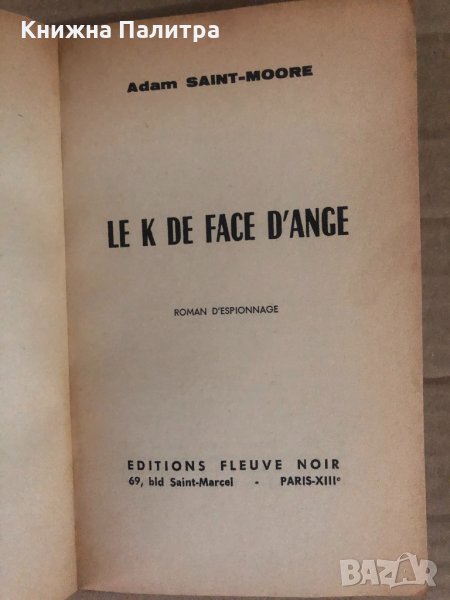 Книжна Палитра
Adam SAINT-MOORE
LE K DE FACE D'ANGE
ROMAN D'ESPIONNAGE
EDITIONS FLEUVE NOIR
69, bld Saint-Marcel - PARIS-XIIIe
BAZAR